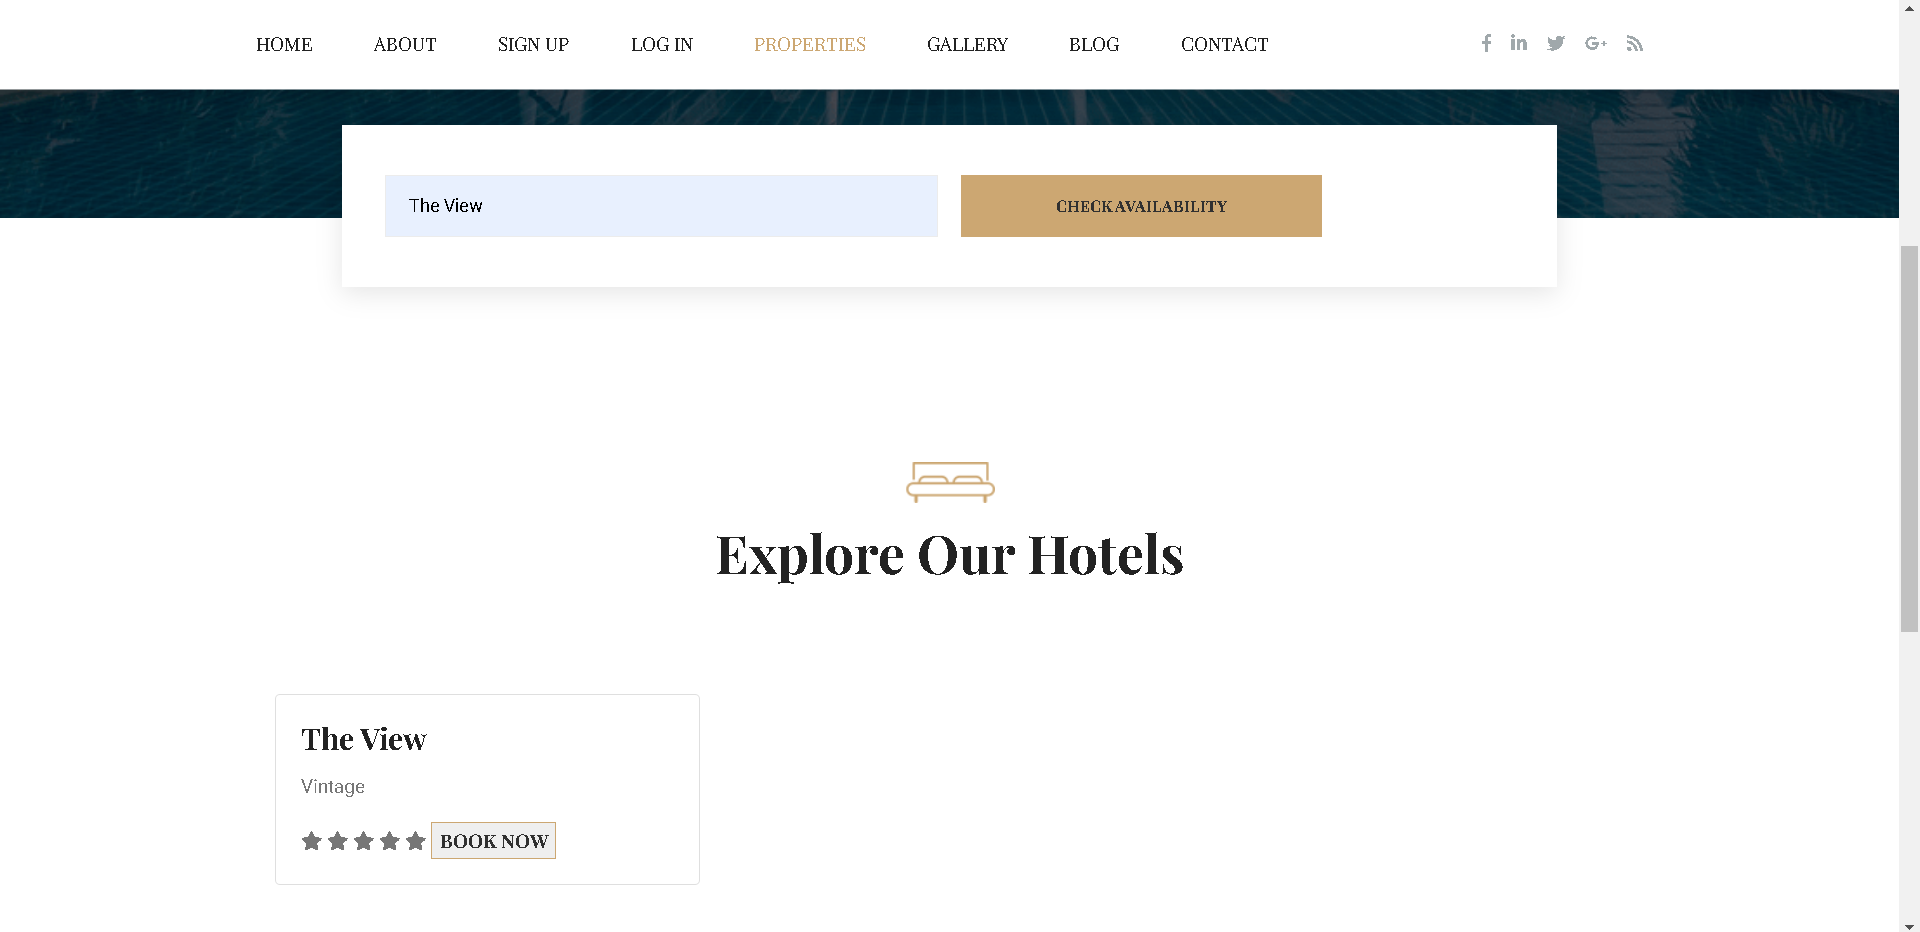 HOME ABOUT SIGN UP LOG IN PROPERTIES GALLERY BLOG CONTACT
The View CHECK AVAILABILITY
Explore Our Hotels
The View
Vintage
BOOK NOW